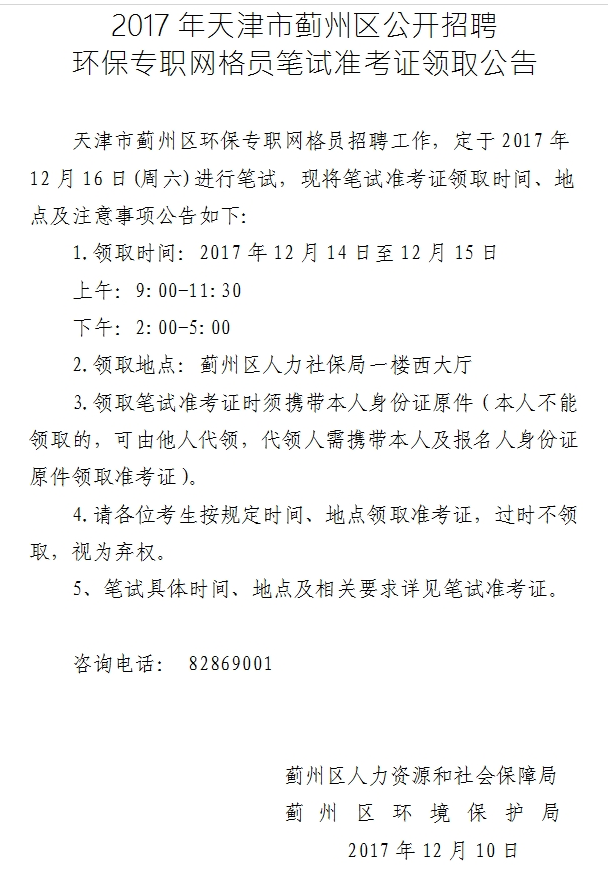 2017 年天津市蓟州区公开招聘
环保专职网格员笔试准考证领取公告
天津市蓟州区环保专职网格员招聘工作，定于 2017 年
12 月 16 日(周六)进行笔试，现将笔试准考证领取时间、地
点及注意事项公告如下:
1.领取时间: 2017 年 12 月 14 日至 12 月 15 日
上午: 9:00-11:30
下午: 2:00-5:00
2.领取地点: 蓟州区人力社保局一楼西大厅
3.领取笔试准考证时须携带本人身份证原件（本人不能
领取的，可由他人代领，代领人需携带本人及报名人身份证
原件领取准考证）。
4.请各位考生按规定时间、地点领取准考证，过时不领
取，视为弃权。
5、笔试具体时间、地点及相关要求详见笔试准考证。
咨询电话: 82869001
蓟州区人力资源和社会保障局
蓟州区环境保护局
2017 年 12 月 10 日